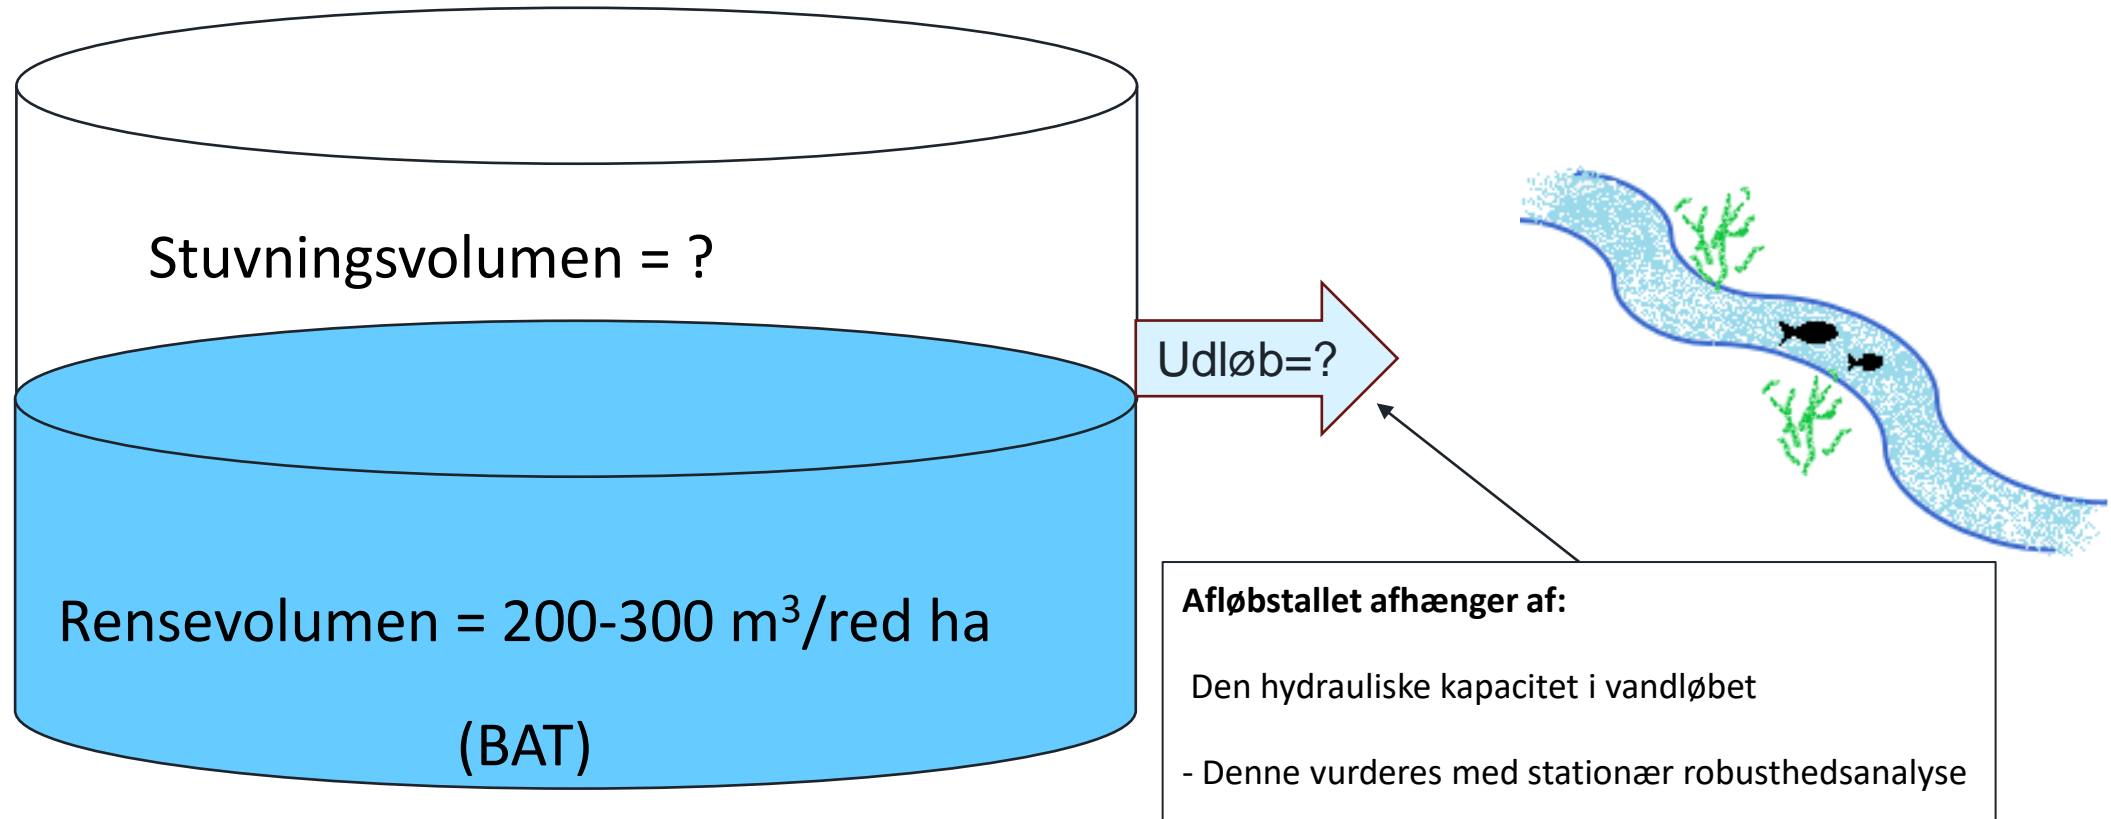 Stuvningsvolumen = ?
Udløb=?
Rensevolumen = 200-300 m³/red ha
(BAT)
Afløbstallet afhænger af:
Den hydrauliske kapacitet i vandløbet
- Denne vurderes med stationær robusthedsanalyse